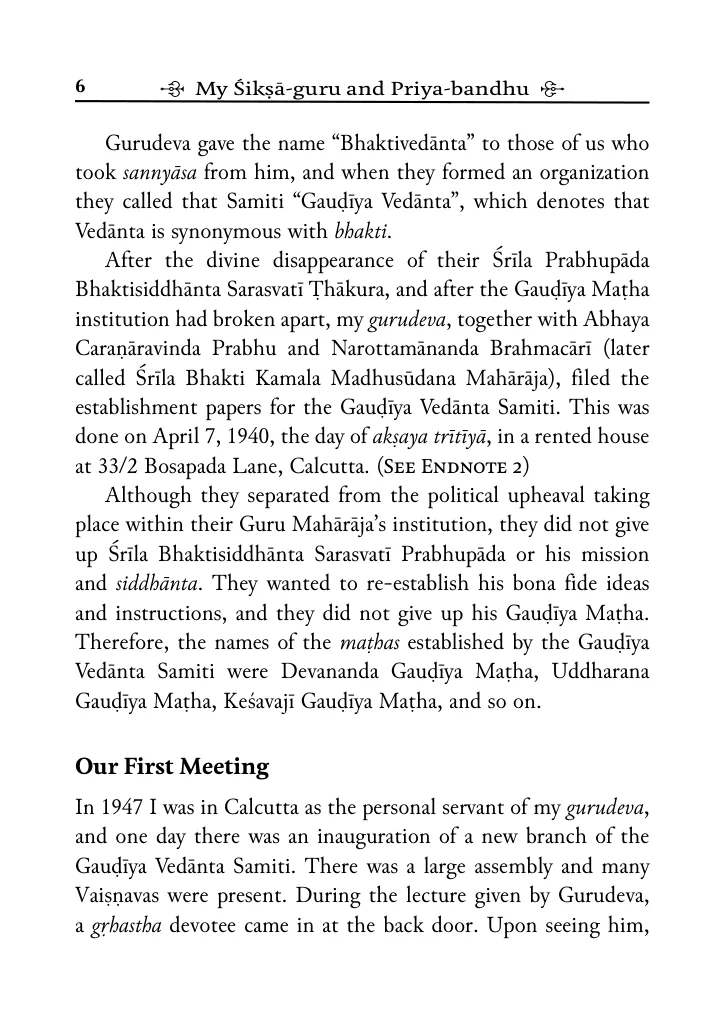 6 My Śikṣā-guru and Priya-bandhu
Gurudeva gave the name “Bhaktivedānta” to those of us who
took sannyāsa from him, and when they formed an organization
they called that Samiti “Gauḍīya Vedānta”, which denotes that
Vedānta is synonymous with bhakti.
After the divine disappearance of their Śrīla Prabhupāda
Bhaktisiddhānta Sarasvatī Ṭhākura, and after the Gauḍīya Maṭha
institution had broken apart, my gurudeva, together with Abhaya
Caraṇāravinda Prabhu and Narottamānanda Brahmacārī (later
called Śrīla Bhakti Kamala Madhusūdana Mahārāja), filed the
establishment papers for the Gauḍīya Vedānta Samiti. This was
done on April 7, 1940, the day of akṣaya trītīyā, in a rented house
at 33/2 Bosapada Lane, Calcutta. (See Endnote 2)
Although they separated from the political upheaval taking
place within their Guru Mahārāja’s institution, they did not give
up Śrīla Bhaktisiddhānta Sarasvatī Prabhupāda or his mission
and siddhānta. They wanted to re-establish his bona fide ideas
and instructions, and they did not give up his Gauḍīya Maṭha.
Therefore, the names of the maṭhas established by the Gauḍīya
Vedānta Samiti were Devananda Gauḍīya Maṭha, Uddharana
Gauḍīya Maṭha, Keśavajī Gauḍīya Maṭha, and so on.
Our First Meeting
In 1947 I was in Calcutta as the personal servant of my gurudeva,
and one day there was an inauguration of a new branch of the
Gauḍīya Vedānta Samiti. There was a large assembly and many
Vaiṣṇavas were present. During the lecture given by Gurudeva,
a gṛhastha devotee came in at the back door. Upon seeing him,